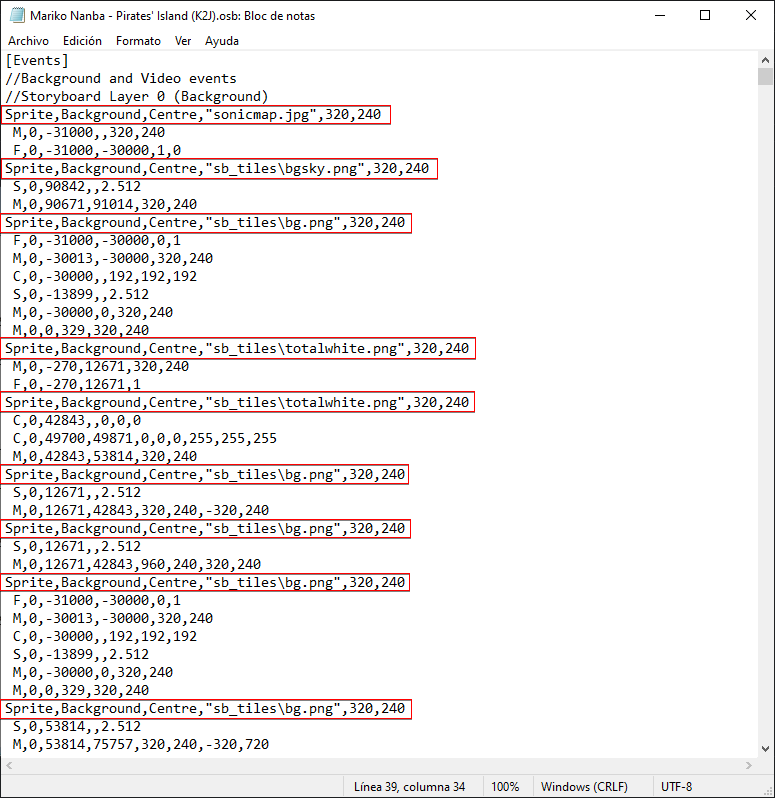 Mariko Nanba - Pirates' Island (K2J).osb: Bloc de notas
Archivo Edición Formato Ver Ayuda
[Events]
//Background and Video events
//Storyboard Layer 0 (Background)
Sprite,Background,Centre,"sonicmap.jpg",320,240
 M,0,-31000,,320,240
 F,0,-31000,-30000,1,0
Sprite,Background,Centre,"sb_tiles\bgsky.png",320,240
 S,0,90842,,2.512
 M,0,90671,91014,320,240
Sprite,Background,Centre,"sb_tiles\bg.png",320,240
 F,0,-31000,-30000,0,1
 M,0,-30013,-30000,320,240
 C,0,-30000,,192,192,192
 S,0,-13899,,2.512
 M,0,-30000,0,320,240
 M,0,0,329,320,240
Sprite,Background,Centre,"sb_tiles\totalwhite.png",320,240
 M,0,-270,12671,320,240
 F,0,-270,12671,1
Sprite,Background,Centre,"sb_tiles\totalwhite.png",320,240
 C,0,42843,,0,0,0
 C,0,49700,49871,0,0,0,255,255,255
 M,0,42843,53814,320,240
Sprite,Background,Centre,"sb_tiles\bg.png",320,240
 S,0,12671,,2.512
 M,0,12671,42843,320,240,-320,240
Sprite,Background,Centre,"sb_tiles\bg.png",320,240
 S,0,12671,,2.512
 M,0,12671,42843,960,240,320,240
Sprite,Background,Centre,"sb_tiles\bg.png",320,240
 F,0,-31000,-30000,0,1
 M,0,-30013,-30000,320,240
 C,0,-30000,,192,192,192
 S,0,-13899,,2.512
 M,0,-30000,0,320,240
 M,0,0,329,320,240
Sprite,Background,Centre,"sb_tiles\bg.png",320,240
 S,0,53814,,2.512
 M,0,53814,75757,320,240,-320,720
Línea 39, columna 34 100% Windows (CRLF) UTF-8